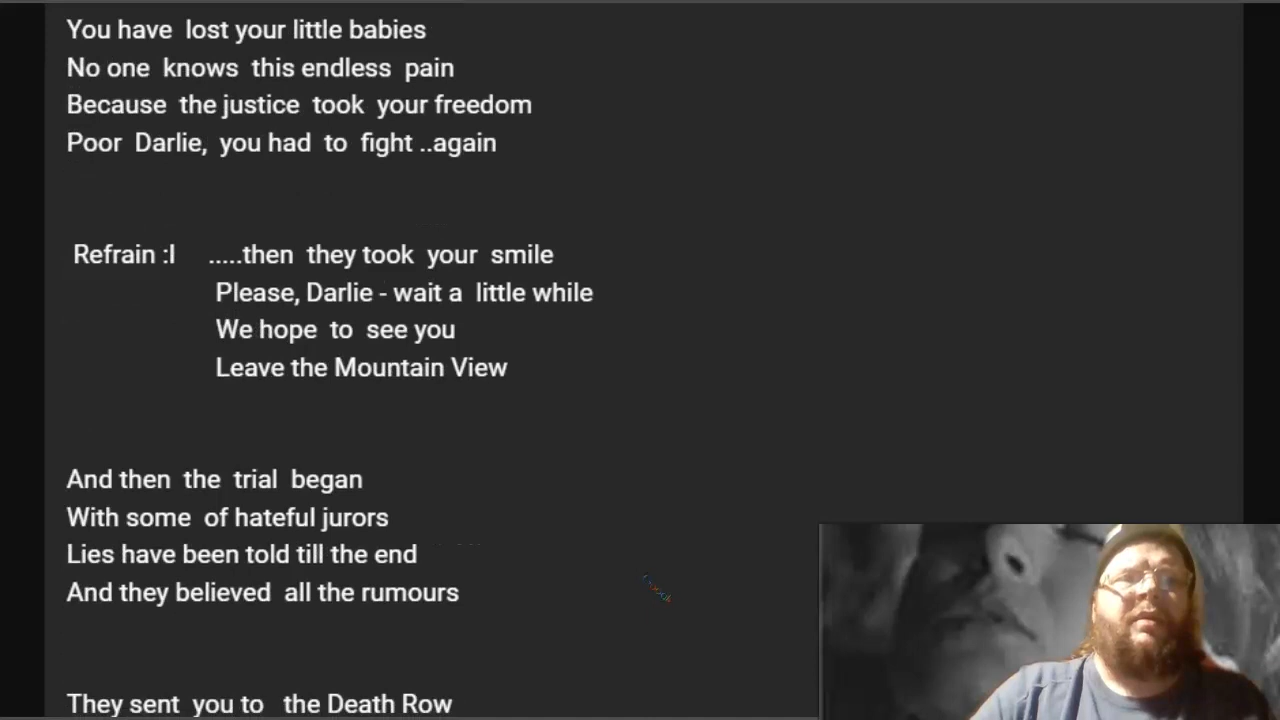 You have lost your little babies
No one knows this endless pain
Because the justice took your freedom
Poor Darlie, you had to fight ..again
Refrain :I .....then they took your smile
Please, Darlie - wait a little while
We hope to see you
Leave the Mountain View
And then the trial began
With some of hateful jurors
Lies have been told till the end
And they believed all the rumours
They sent you to the Death Row